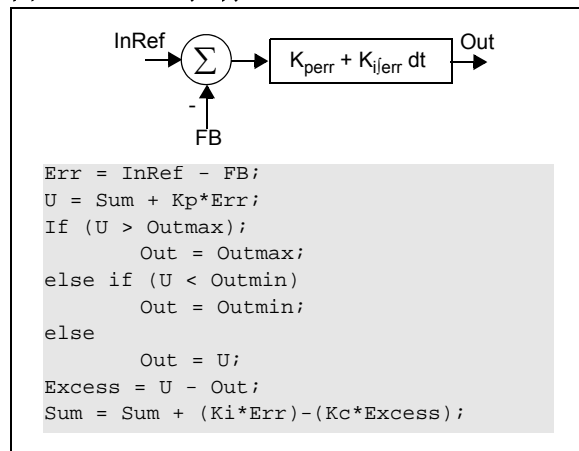 InRef
Σ
Kperr + Ki∫err dt
Out
-
FB
Err = InRef - FB;
U = Sum + Kp*Err;
If (U > Outmax);
Out = Outmax;
else if (U < Outmin)
Out = Outmin;
else
Out = U;
Excess = U - Out;
Sum = Sum + (Ki*Err)-(Kc*Excess);